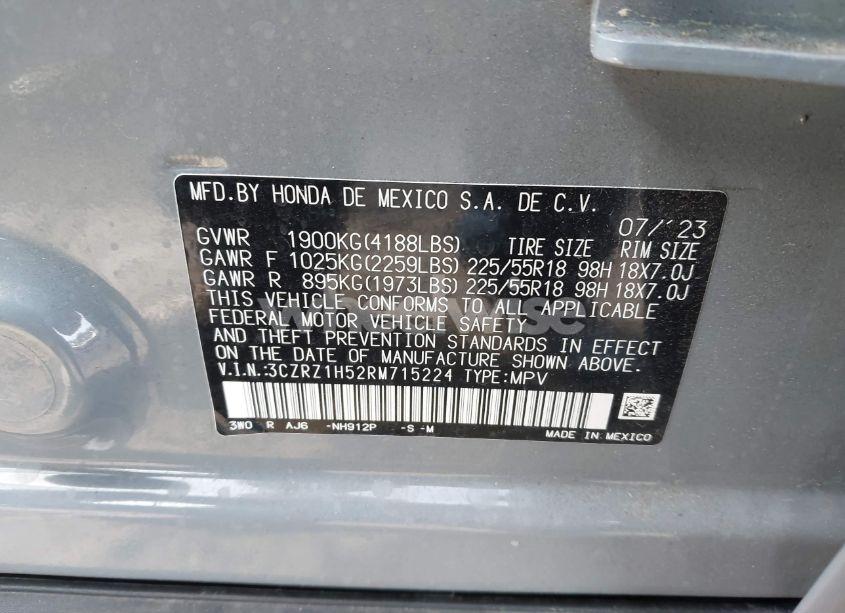 MFD.BY HONDA DE MEXICO S.A. DE C.V. 07/'23
GVWR 1900KG(4188LBS) TIRE SIZE RIM SIZE
GAWR F 1025KG(2259LBS) 225/55R18 98H 18X7.0J
GAWR R 895KG(1973LBS) 225/55R18 98H 18X7.0J
THIS VEHICLE CONFORMS TO ALL APPLICABLE
FEDERAL MOTOR VEHICLE SAFETY
AND THEFT PREVENTION STANDARDS IN EFFECT
ON THE DATE OF MANUFACTURE SHOWN ABOVE.
V.I.N.:3CZRZ1H52RM715224 TYPE:MPV
3W0 R AJ6 -NH912P -S -M
MADE IN MEXICO